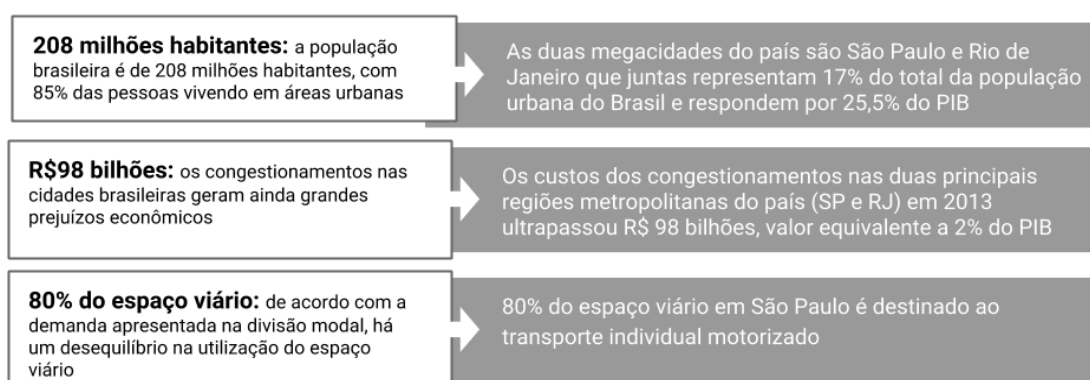 208 milhões habitantes: a população
brasileira é de 208 milhões habitantes, com
85% das pessoas vivendo em áreas urbanas
As duas megacidades do país são São Paulo e Rio de
Janeiro que juntas representam 17% do total da população
urbana do Brasil e respondem por 25,5% do PIB
R$98 bilhões: os congestionamentos nas
cidades brasileiras geram ainda grandes
prejuízos econômicos
Os custos dos congestionamentos nas duas principais
regiões metropolitanas do país (SP e RJ) em 2013
ultrapassou R$ 98 bilhões, valor equivalente a 2% do PIB
80% do espaço viário: de acordo com a
demanda apresentada na divisão modal, há
um desequilíbrio na utilização do espaço
viário
80% do espaço viário em São Paulo é destinado ao
transporte individual motorizado